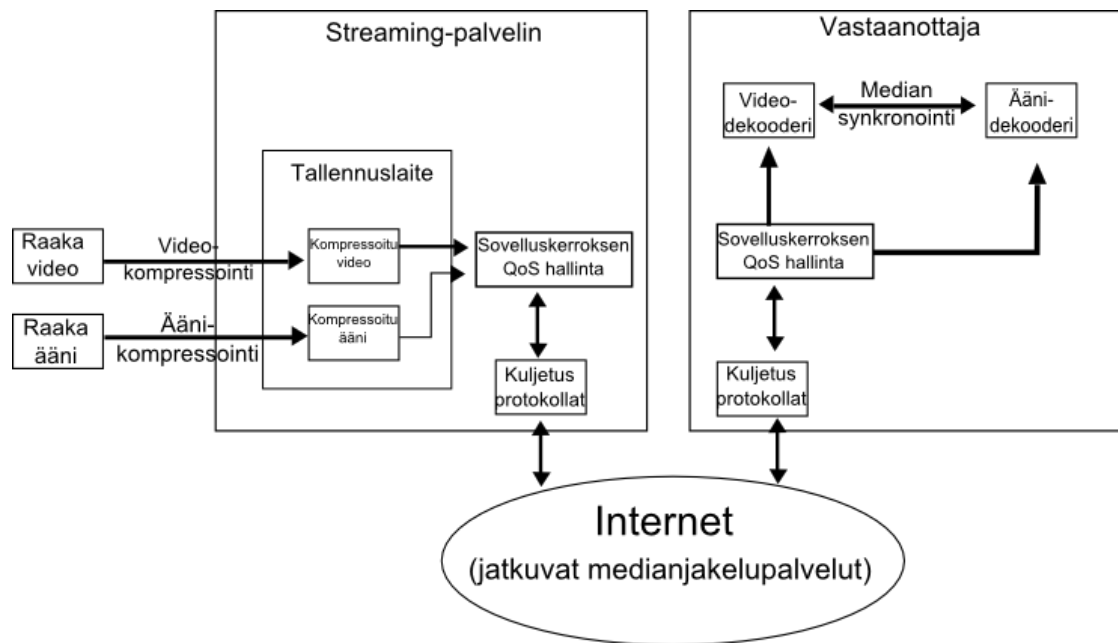 Streaming-palvelin
Tallennuslaite
Raaka
video
Video-
kompressointi
Kompressoitu
video
Sovelluskerroksen
QoS hallinta
Raaka
ääni
Ääni-
kompressointi
Kompressoitu
ääni
Kuljetus
protokollat
Vastaanottaja
Video-
dekooderi
Median
synkronointi
Ääni-
dekooderi
Sovelluskerroksen
QoS hallinta
Kuljetus
protokollat
Internet
(jatkuvat medianjakelupalvelut)